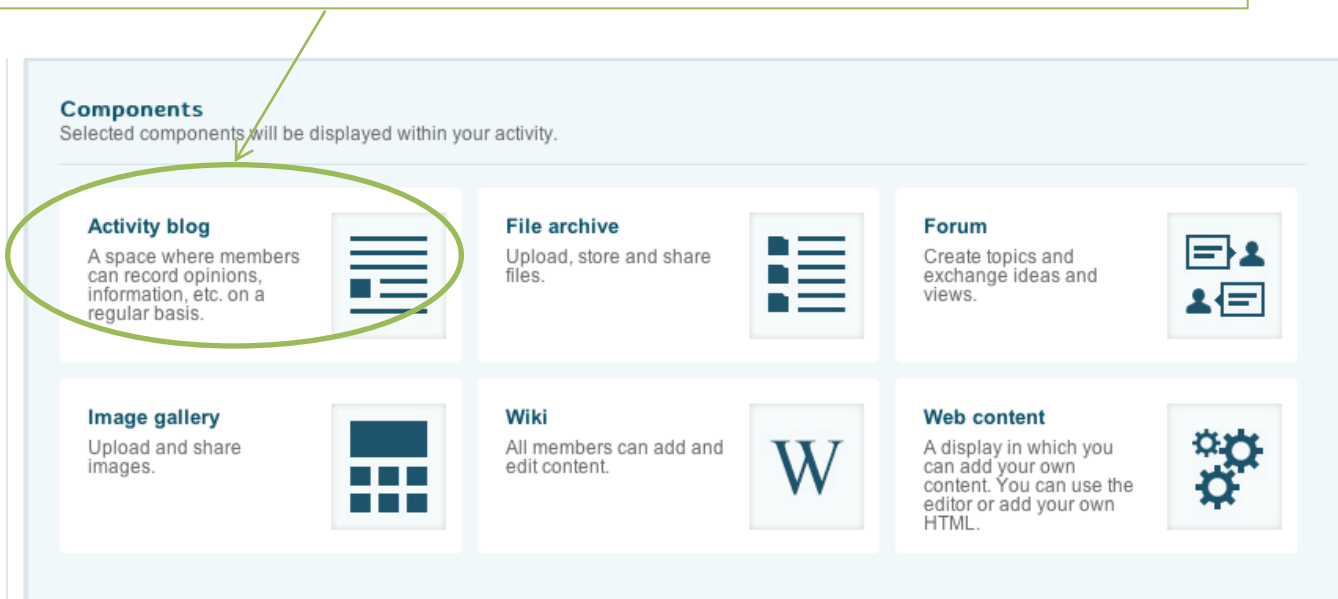 Components
Selected components will be displayed within your activity.
Activity blog
A space where members
can record opinions,
information, etc. on a
regular basis.
File archive
Upload, store and share
files.
Forum
Create topics and
exchange ideas and
views.
Image gallery
Upload and share
images.
Wiki
All members can add and
edit content.
W
Web content
A display in which you
can add your own
content. You can use the
editor or add your own
HTML.